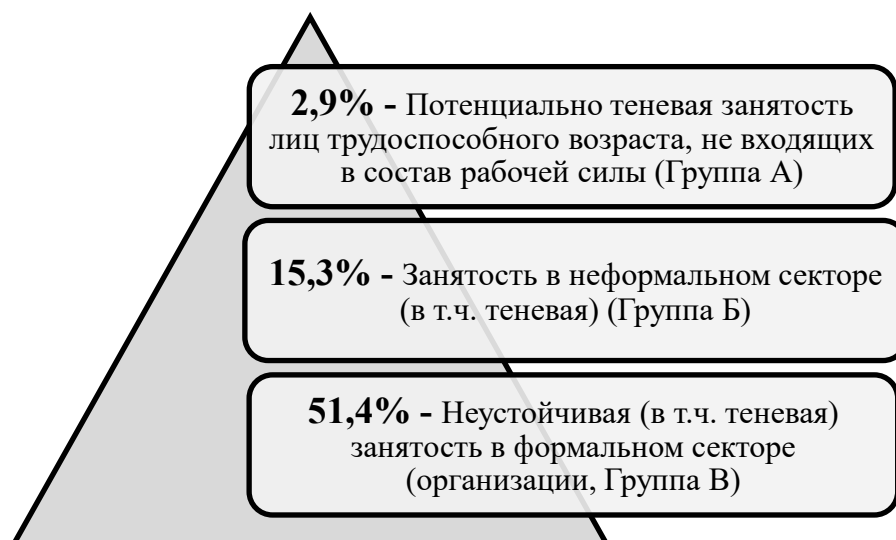 2,9% - Потенциально теневая занятость
лиц трудоспособного возраста, не входящих
в состав рабочей силы (Группа А)
15,3% - Занятость в неформальном секторе
(в т.ч. теневая) (Группа Б)
51,4% - Неустойчивая (в т.ч. теневая)
занятость в формальном секторе
(организации, Группа В)